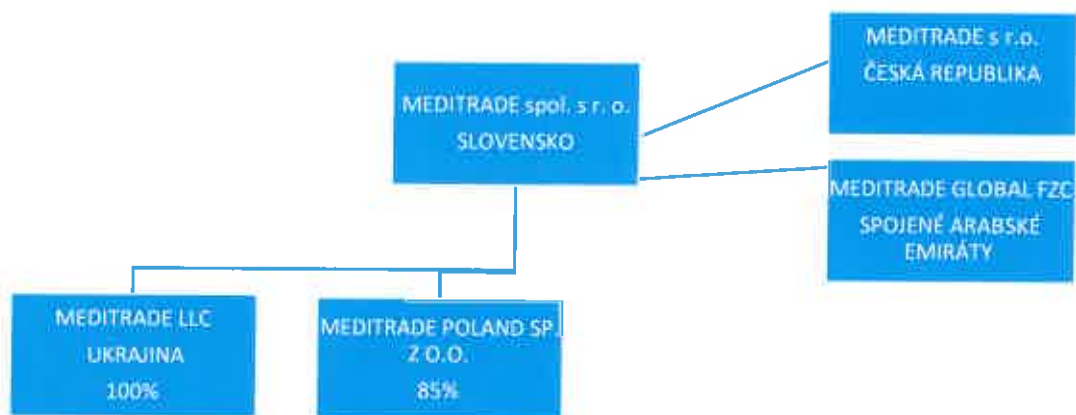 MEDITRADE s r.o.
ČESKÁ REPUBLIKA
MEDITRADE spol. s r. o.
SLOVENSKO
MEDITRADE GLOBAL FZC
SPOJENÉ ARABSKÉ
EMIRÁTY
MEDITRADE LLC
UKRAJINA
100%
MEDITRADE POLAND SP.
Z O.O.
85%